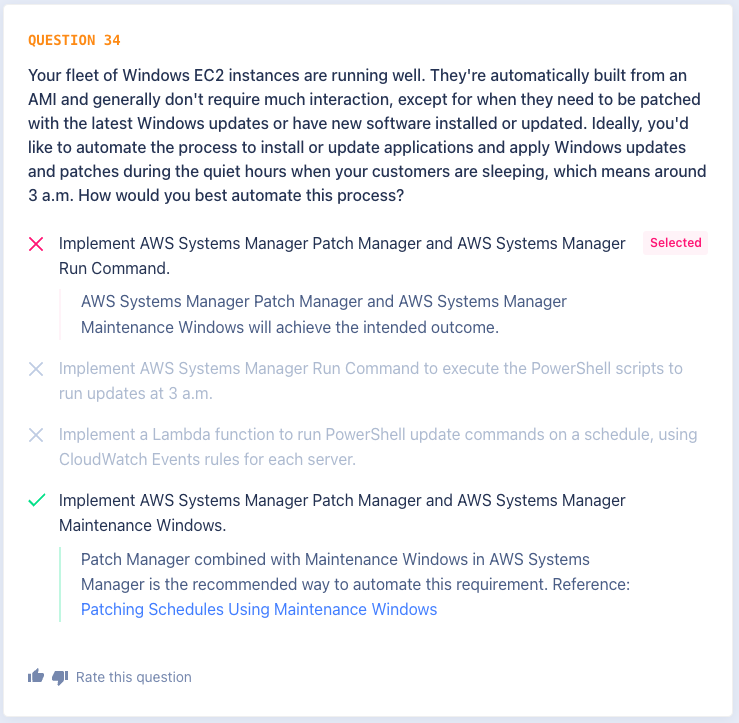 QUESTION 34
Your fleet of Windows EC2 instances are running well. They're automatically built from an
AMI and generally don't require much interaction, except for when they need to be patched
with the latest Windows updates or have new software installed or updated. Ideally, you'd
like to automate the process to install or update applications and apply Windows updates
and patches during the quiet hours when your customers are sleeping, which means around
3 a.m. How would you best automate this process?
Implement AWS Systems Manager Patch Manager and AWS Systems Manager
Selected
Run Command.
AWS Systems Manager Patch Manager and AWS Systems Manager
Maintenance Windows will achieve the intended outcome.
Implement AWS Systems Manager Run Command to execute the PowerShell scripts to
run updates at 3 a.m.
Implement a Lambda function to run PowerShell update commands on a schedule, using
CloudWatch Events rules for each server.
Implement AWS Systems Manager Patch Manager and AWS Systems Manager
Maintenance Windows.
Patch Manager combined with Maintenance Windows in AWS Systems
Manager is the recommended way to automate this requirement. Reference:
Patching Schedules Using Maintenance Windows
Rate this question